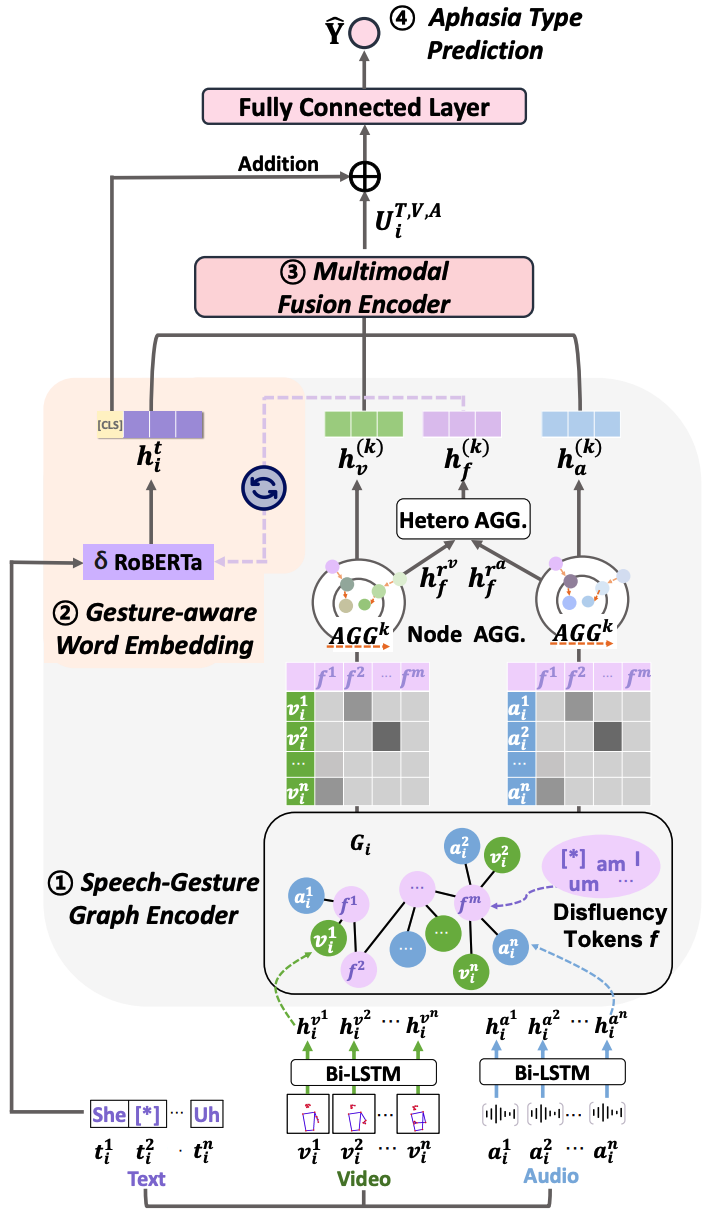 Ŷ ④ Aphasia Type
Prediction
Fully Connected Layer
Addition
U_i^{T,V,A}
③ Multimodal
Fusion Encoder
[CLS]
h_i^t
h_v^{(k)} h_f^{(k)} h_a^{(k)}
Hetero AGG.
δ RoBERTa
h_f^{r^v} h_f^{r^a}
② Gesture-aware
Word Embedding
AGG^k Node AGG. AGG^k
f^1 f^2 ... f^m
v_i^1
v_i^2
...
v_i^n
f^1 f^2 ... f^m
a_i^1
a_i^2
...
a_i^n
① Speech-Gesture
Graph Encoder
G_i
a_i^1 f^1 v_i^1 f^2
... ... ...
a_i^2 v_i^2 f^m v_i^n a_i^n
[*] am I
um ...
Disfluency
Tokens f
h_i^{v^1} h_i^{v^2} ... h_i^{v^n}
h_i^{a^1} h_i^{a^2} ... h_i^{a^n}
Bi-LSTM
Bi-LSTM
She [*] ... Uh
...
...
t_i^1 t_i^2 . t_i^n
v_i^1 v_i^2 ... v_i^n
a_i^1 a_i^2 ... a_i^n
Text
Video
Audio